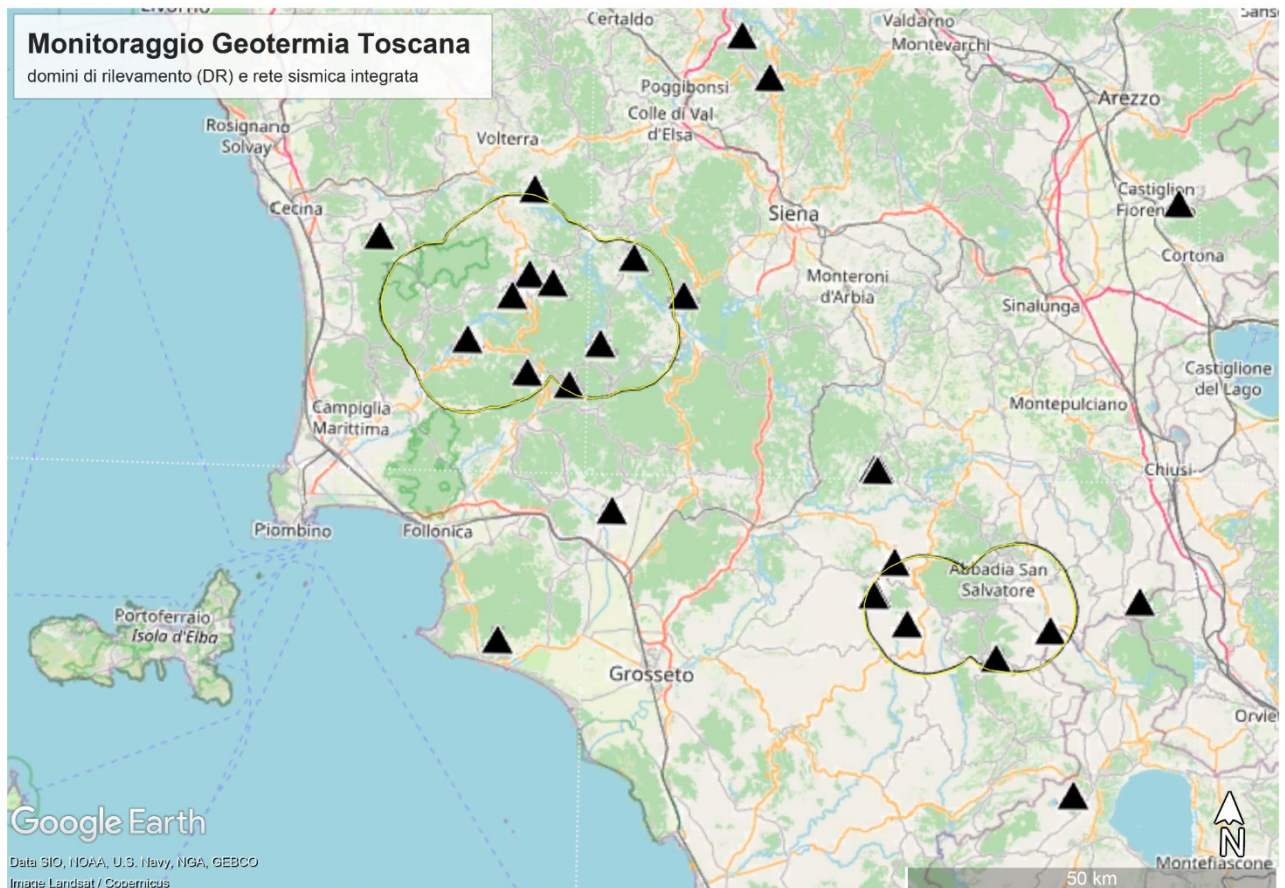 Livorno
Monitoraggio Geotermia Toscana
domini di rilevamento (DR) e rete sismica integrata
Certaldo
Valdarno
Montevarchi
Sans
Poggibonsi
Colle di Val
d'Elsa
Arezzo
Rosignano
Solvay
Volterra
Cecina
Siena
Castiglion
Fiorentino
Cortona
Monteroni
d'Arbia
Sinalunga
Castiglione
del Lago
Campiglia
Marittima
Montepulciano
Chiusi
Piombino
Follonica
Abbadia San
Salvatore
Portoferraio
Isola d'Elba
Grosseto
Orvie
Google Earth
N
Data SIO, NOAA, U.S. Navy, NGA, GEBCO
Image Landsat / Copernicus
Montefiascone
50 km